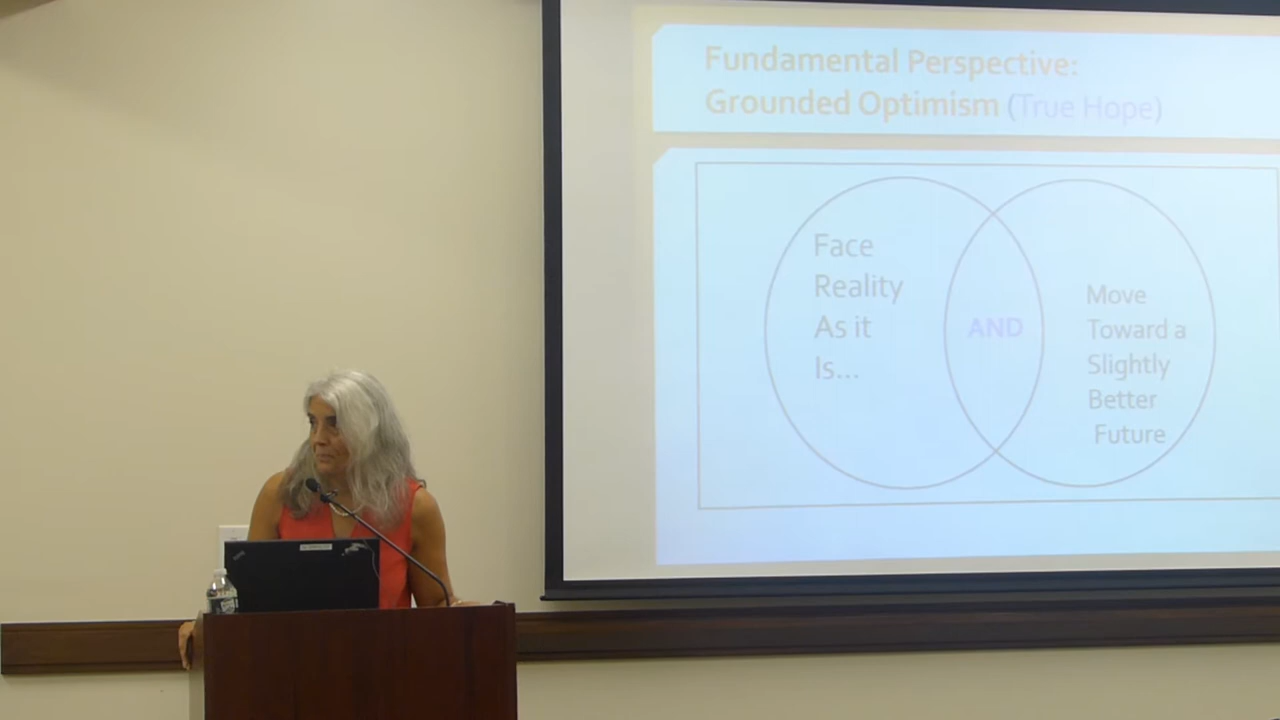 Fundamental Perspective:
Grounded Optimism (True Hope)
Face
Reality
As it
Is...
AND
Move
Toward a
Slightly
Better
Future